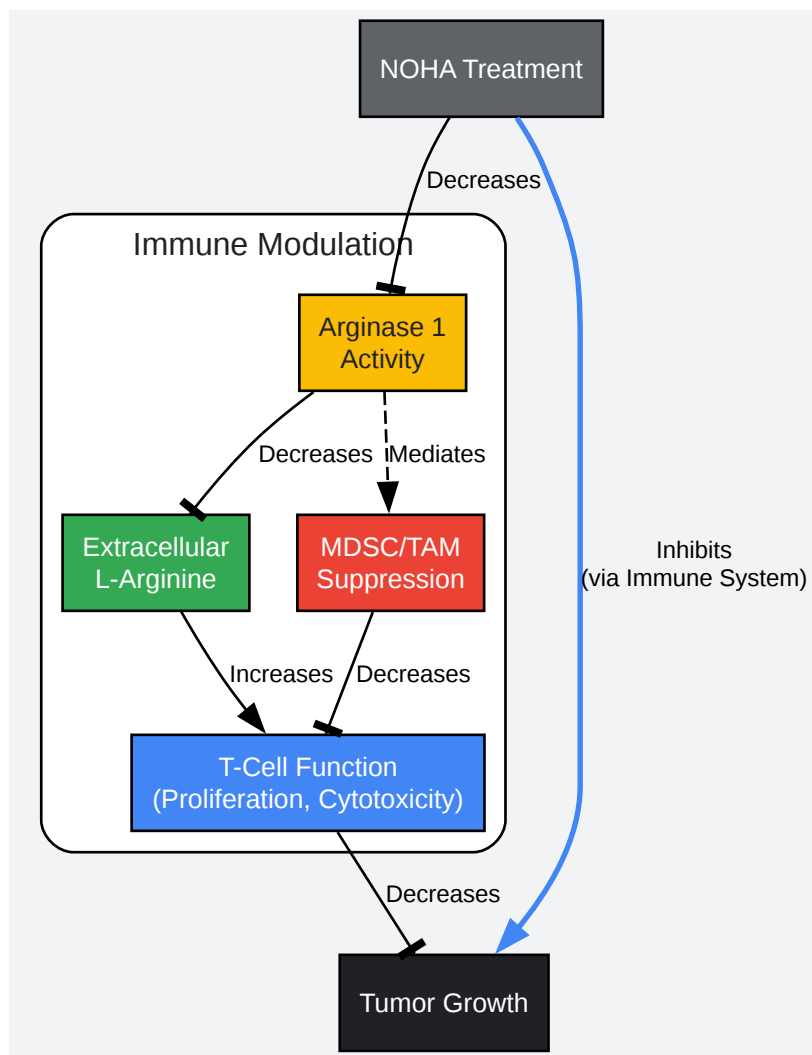 NOHA Treatment
Decreases
Immune Modulation
Arginase 1
Activity
Decreases
Mediates
Extracellular
L-Arginine
MDSC/TAM
Suppression
Inhibits
(via Immune System)
Increases
Decreases
T-Cell Function
(Proliferation, Cytotoxicity)
Decreases
Tumor Growth